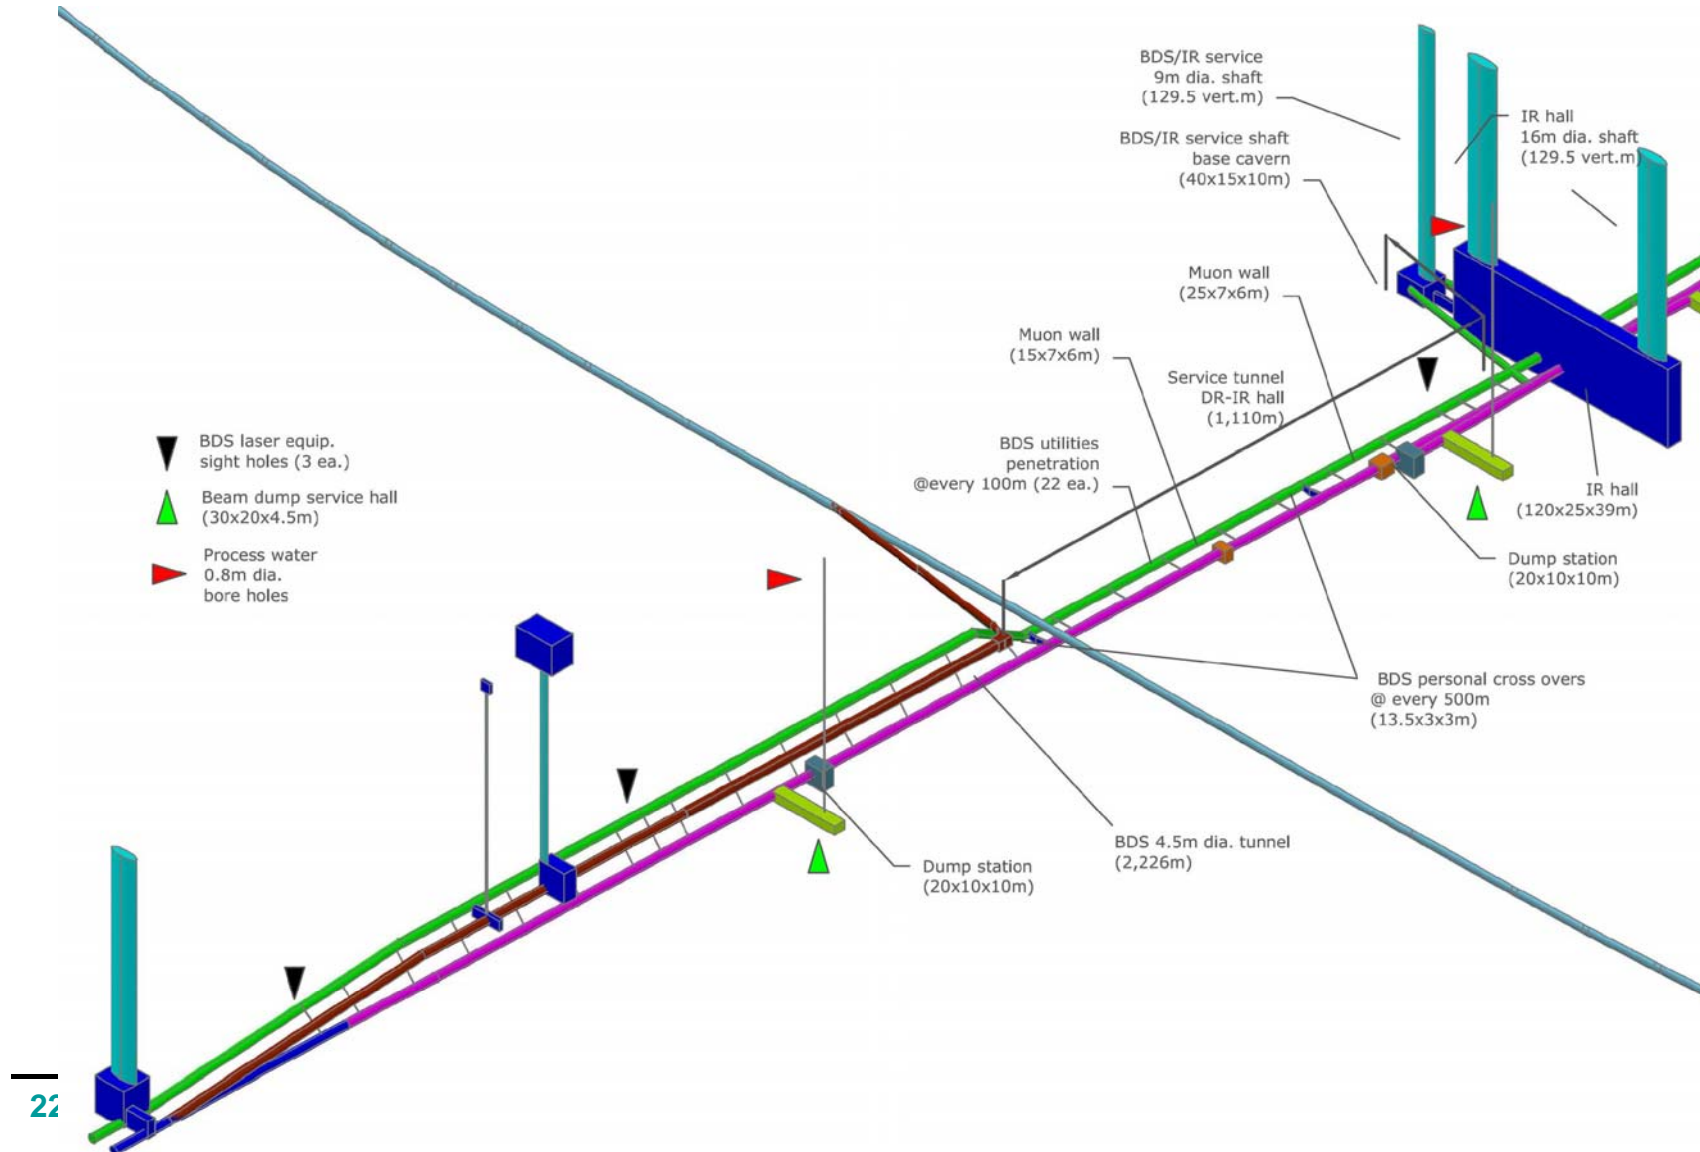 BDS/IR service
9m dia. shaft
(129.5 vert.m)
IR hall
16m dia. shaft
(129.5 vert.m)
BDS/IR service shaft
base cavern
(40x15x10m)
Muon wall
(25x7x6m)
Muon wall
(15x7x6m)
Service tunnel
DR-IR hall
(1,110m)
BDS utilities
penetration
@every 100m (22 ea.)
BDS laser equip.
sight holes (3 ea.)
Beam dump service hall
(30x20x4.5m)
Process water
0.8m dia.
bore holes
IR hall
(120x25x39m)
Dump station
(20x10x10m)
BDS personal cross overs
@ every 500m
(13.5x3x3m)
BDS 4.5m dia. tunnel
(2,226m)
Dump station
(20x10x10m)
22